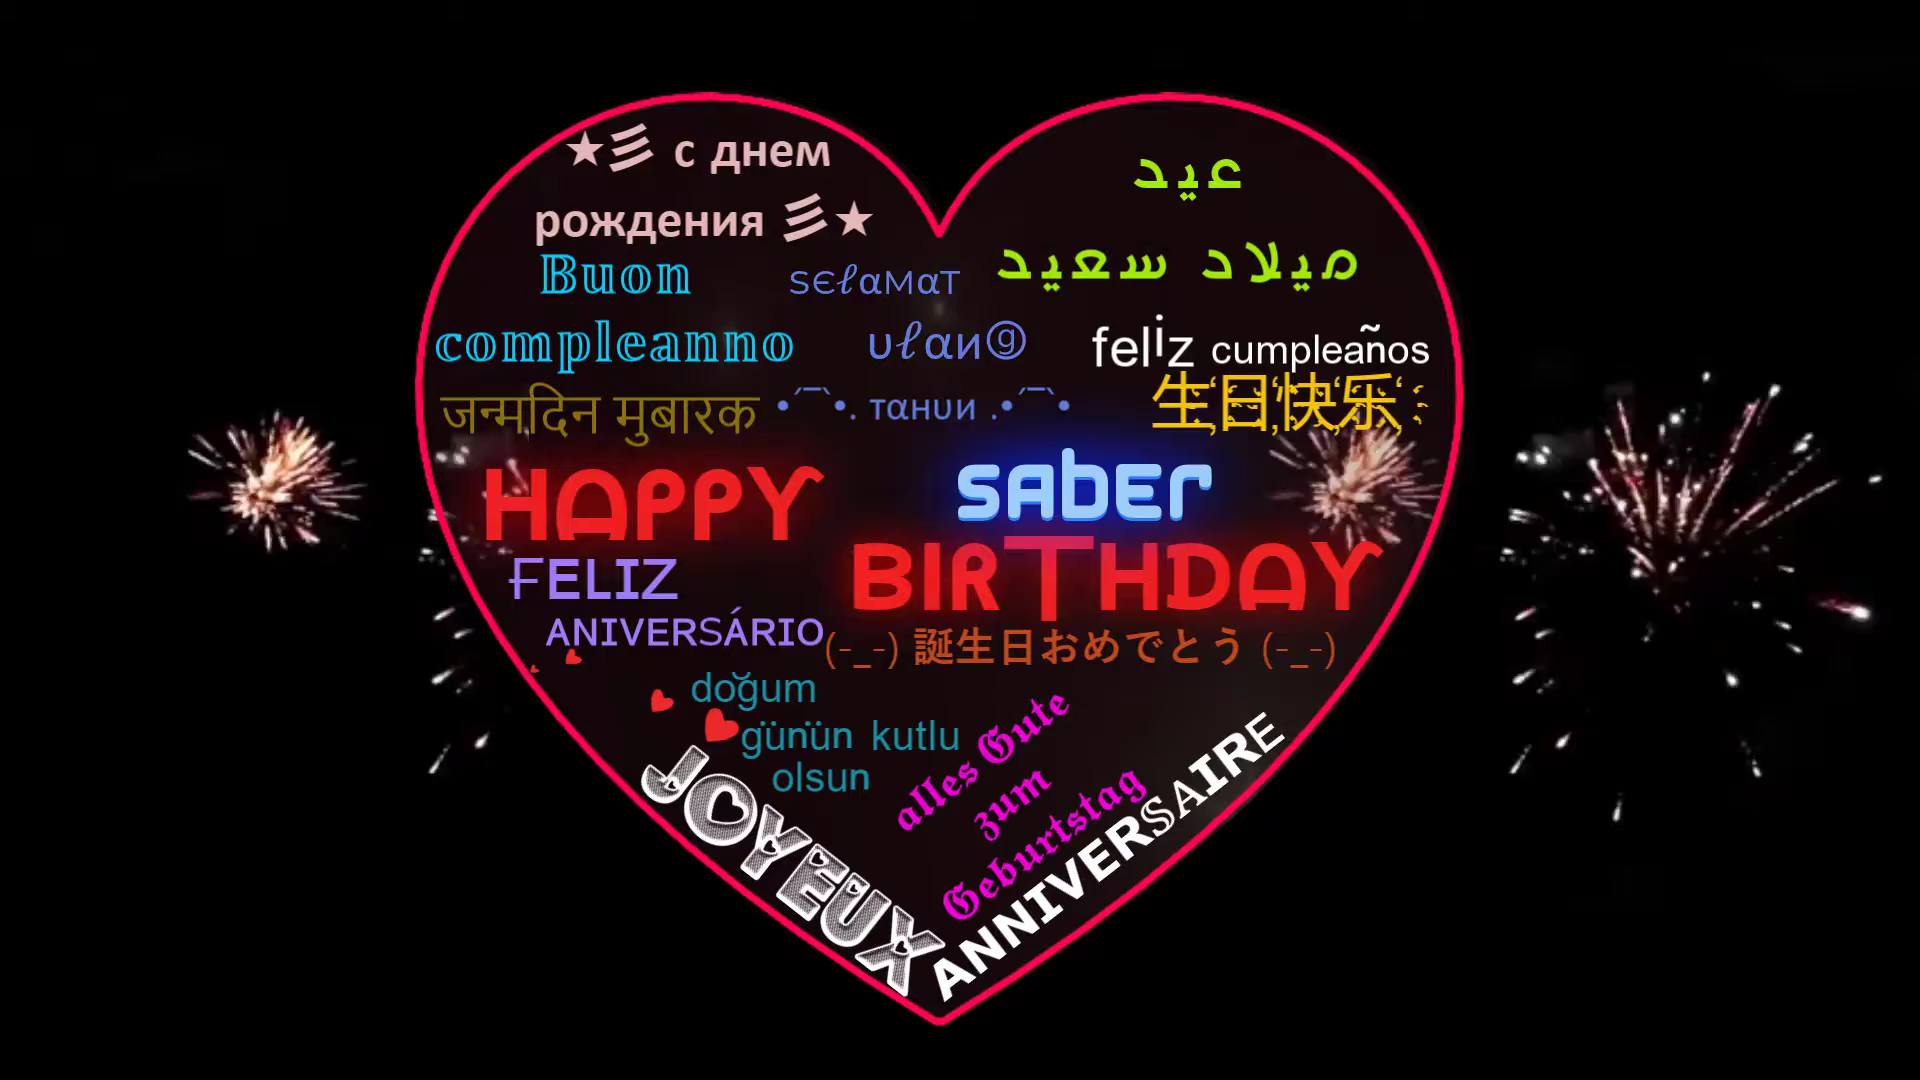 ★彡 с днем
рождения 彡★
عيد
ميلاد سعيد
Buon
compleanno
sєℓαмαт
υℓαиⓖ
•´¯`•. тαнυи .•´¯`•
feliz cumpleaños
生日快乐
जन्मदिन मुबारक
HAPPY
saber
BIRTHDAY
FELIZ
ANIVERSÁRIO
(-_-) 誕生日おめでとう (-_-)
doğum
günün kutlu
olsun
alles Gute
zum
Geburtstag
JOYEUX
ANNIVERSAIRE